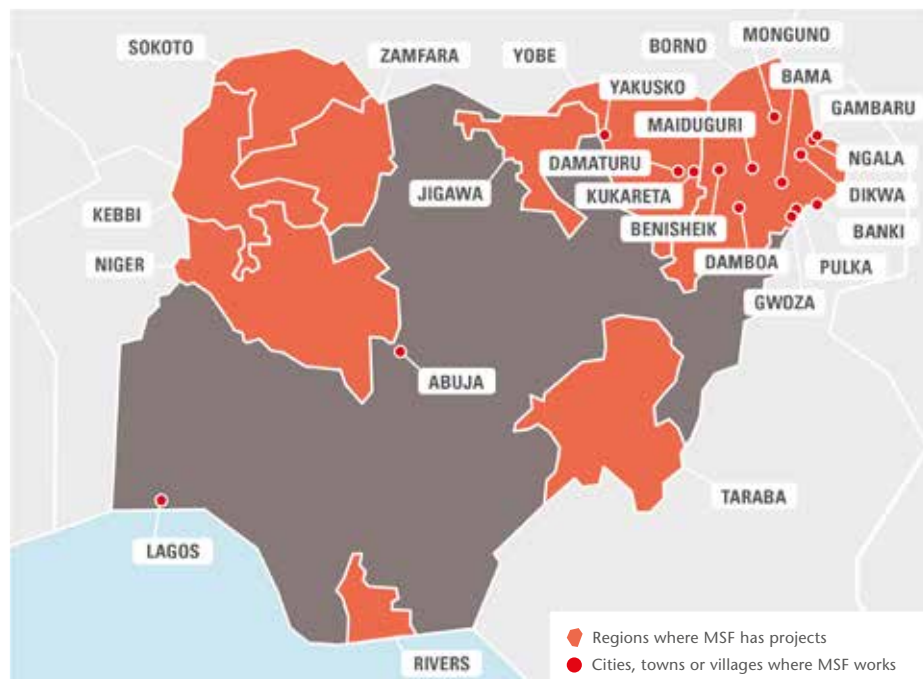 SOKOTO
ZAMFARA
YOBE
BORNO
MONGUNO
BAMA
YAKUSKO
GAMBARU
MAIDUGURI
NGALA
DAMATURU
DIKWA
JIGAWA
KUKARETA
KEBBI
BENISHEIK
BANKI
NIGER
DAMBOA
PULKA
GWOZA
ABUJA
TARABA
LAGOS
RIVERS
Regions where MSF has projects
Cities, towns or villages where MSF works